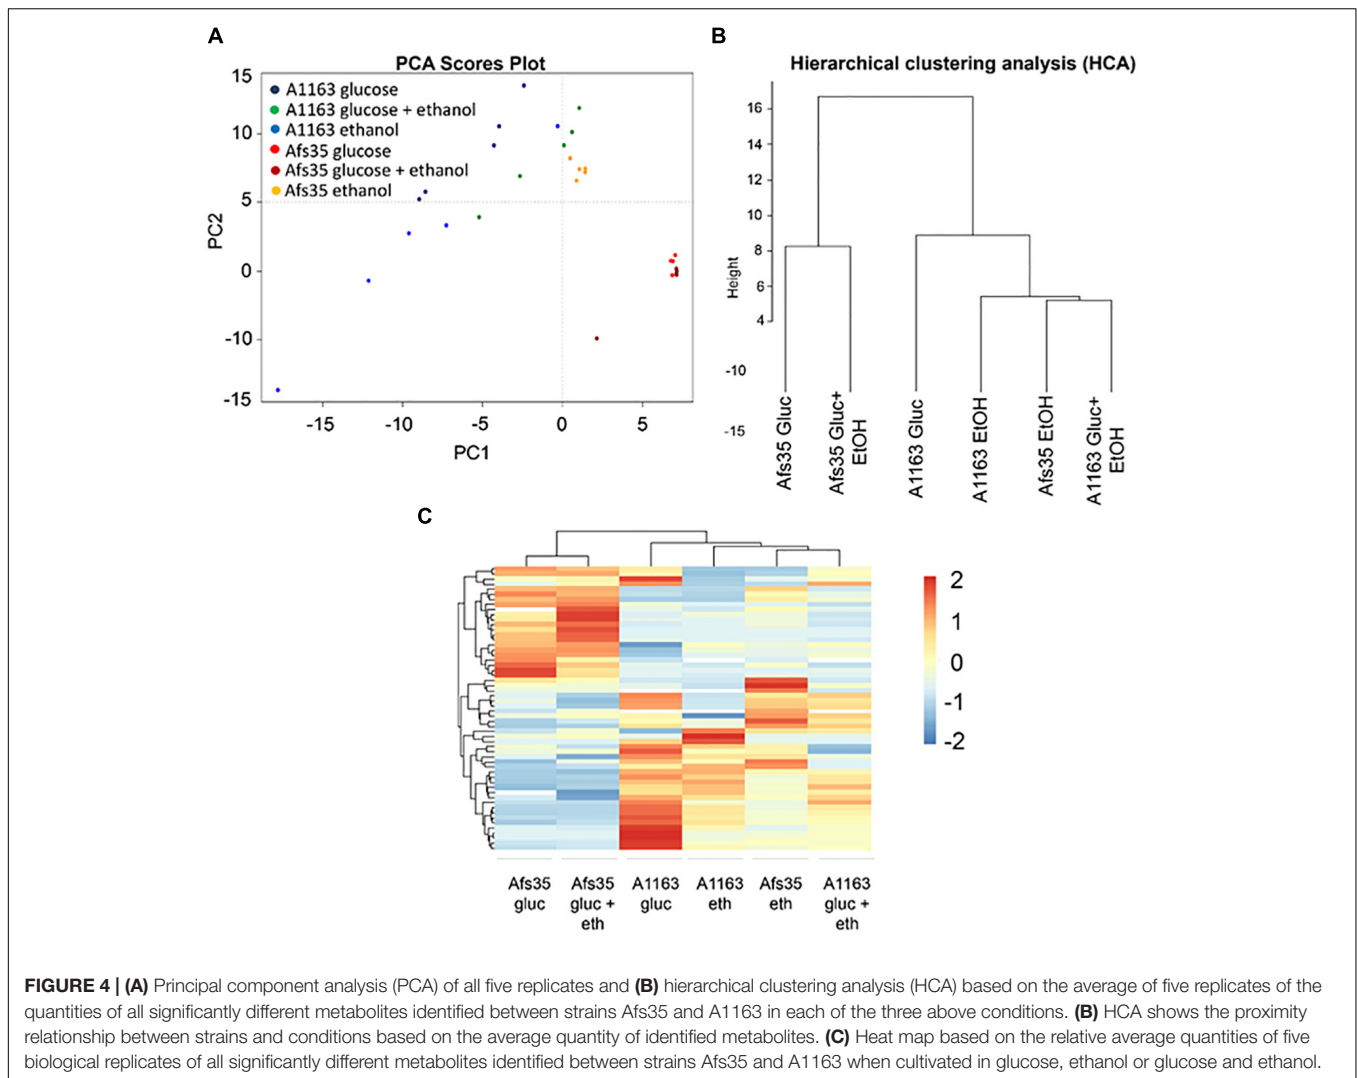 A
PCA Scores Plot
15
10
5
0
-10
-15
PC2
A1163 glucose
A1163 glucose + ethanol
A1163 ethanol
Afs35 glucose
Afs35 glucose + ethanol
Afs35 ethanol
-15
-10
-5
0
5
PC1
B
Hierarchical clustering analysis (HCA)
16
14
12
10
8
6
4
Height
-10
-15
Afs35 Gluc
Afs35 Gluc+
EtOH
A1163 Gluc
A1163 EtOH
Afs35 EtOH
A1163 Gluc+
EtOH
C
2
1
0
-1
-2
Afs35
gluc
Afs35
gluc +
eth
A1163
gluc
A1163
eth
Afs35
eth
A1163
gluc +
eth
FIGURE 4 | (A) Principal component analysis (PCA) of all five replicates and (B) hierarchical clustering analysis (HCA) based on the average of five replicates of the
quantities of all significantly different metabolites identified between strains Afs35 and A1163 in each of the three above conditions. (B) HCA shows the proximity
relationship between strains and conditions based on the average quantity of identified metabolites. (C) Heat map based on the relative average quantities of five
biological replicates of all significantly different metabolites identified between strains Afs35 and A1163 when cultivated in glucose, ethanol or glucose and ethanol.